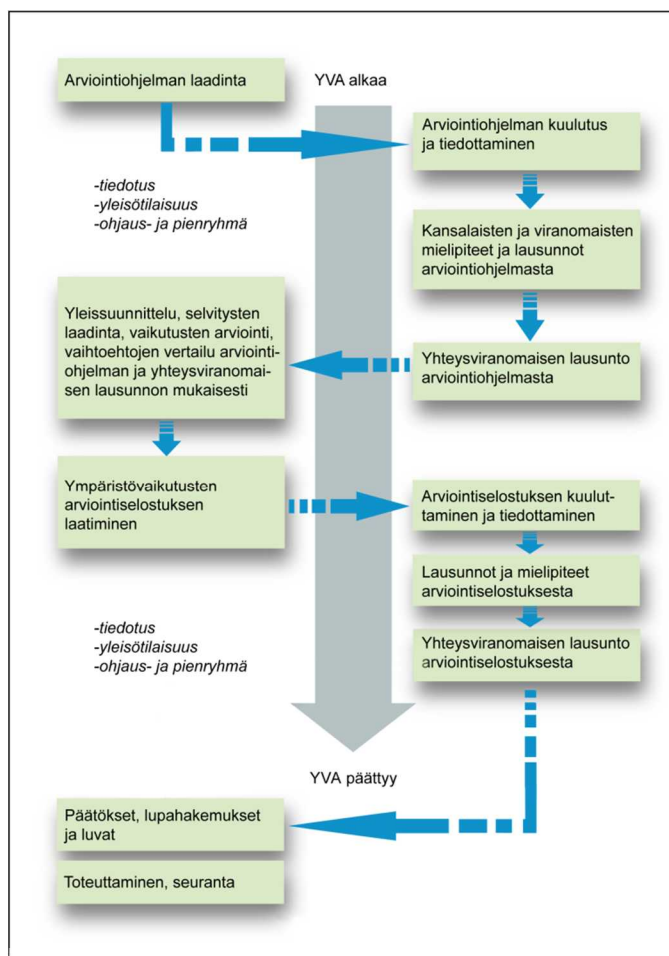 Arviointiohjelman laadinta
YVA alkaa
Arviointiohjelman kuulutus
ja tiedottaminen
-tiedotus
-yleisötilaisuus
-ohjaus- ja pienryhmä
Kansalaisten ja viranomaisten
mielipiteet ja lausunnot
arviointiohjelmasta
Yhteysviranomaisen lausunto
arviointiohjelmasta
Yleissuunnittelu, selvitysten
laadinta, vaikutusten arviointi,
vaihtoehtojen vertailu arviointi-
ohjelman ja yhteysviranomai-
sen lausunnon mukaisesti
Ympäristövaikutusten
arviointiselostuksen
laatiminen
Arviointiselostuksen kuulut-
taminen ja tiedottaminen
Lausunnot ja mielipiteet
arviointiselostuksesta
Yhteysviranomaisen lausunto
arviointiselostuksesta
-tiedotus
-yleisötilaisuus
-ohjaus- ja pienryhmä
YVA päättyy
Päätökset, lupahakemukset
ja luvat
Toteuttaminen, seuranta